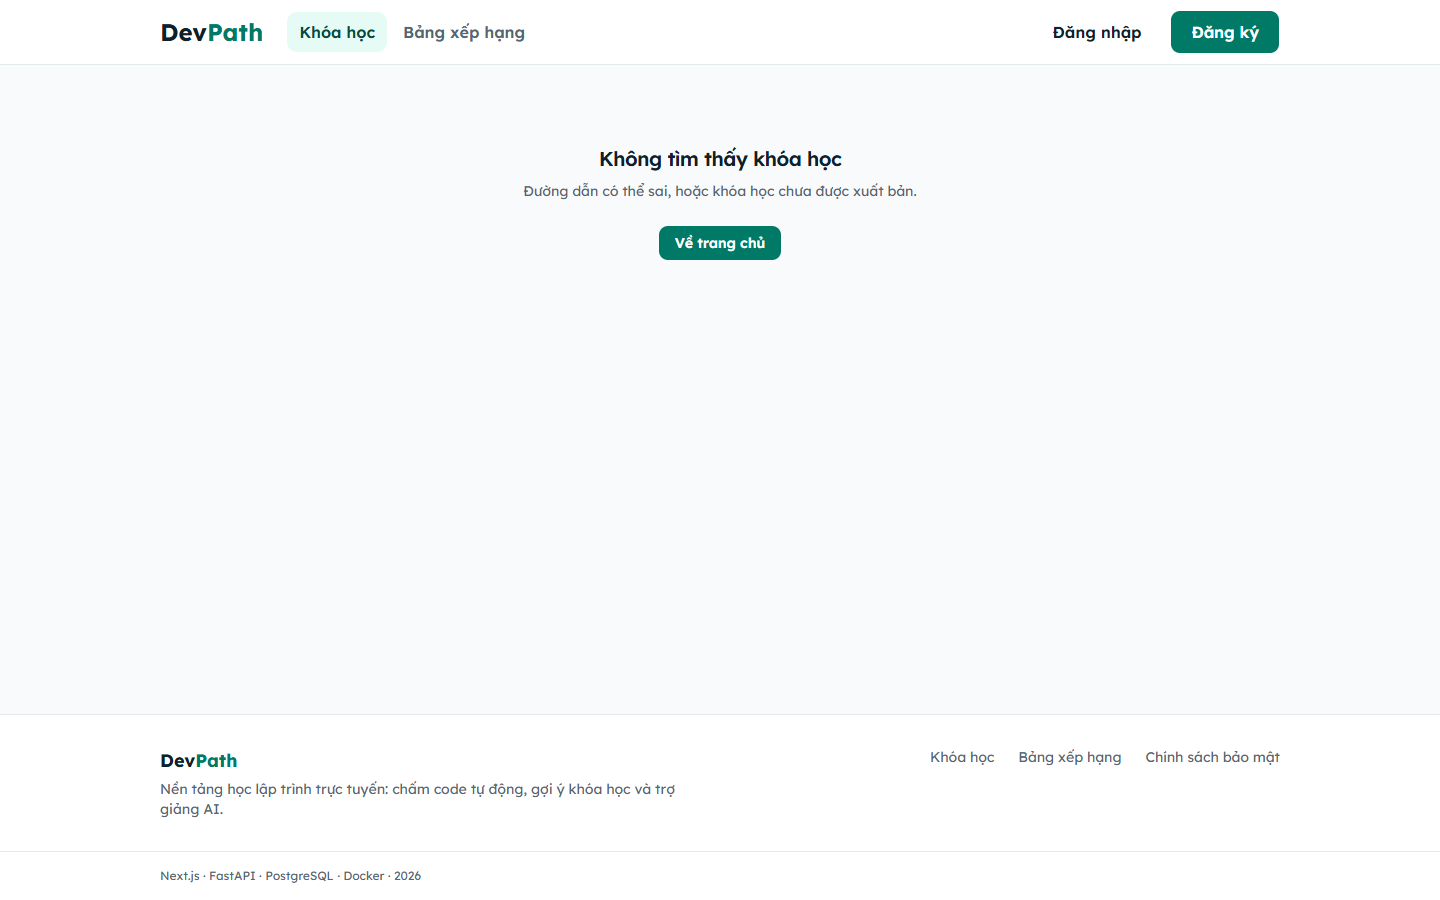 DevPath
Khóa học
Bảng xếp hạng
Đăng nhập
Đăng ký
Không tìm thấy khóa học
Đường dẫn có thể sai, hoặc khóa học chưa được xuất bản.
Về trang chủ
DevPath
Nền tảng học lập trình trực tuyến: chấm code tự động, gợi ý khóa học và trợ
giảng AI.
Khóa học
Bảng xếp hạng
Chính sách bảo mật
Next.js · FastAPI · PostgreSQL · Docker · 2026